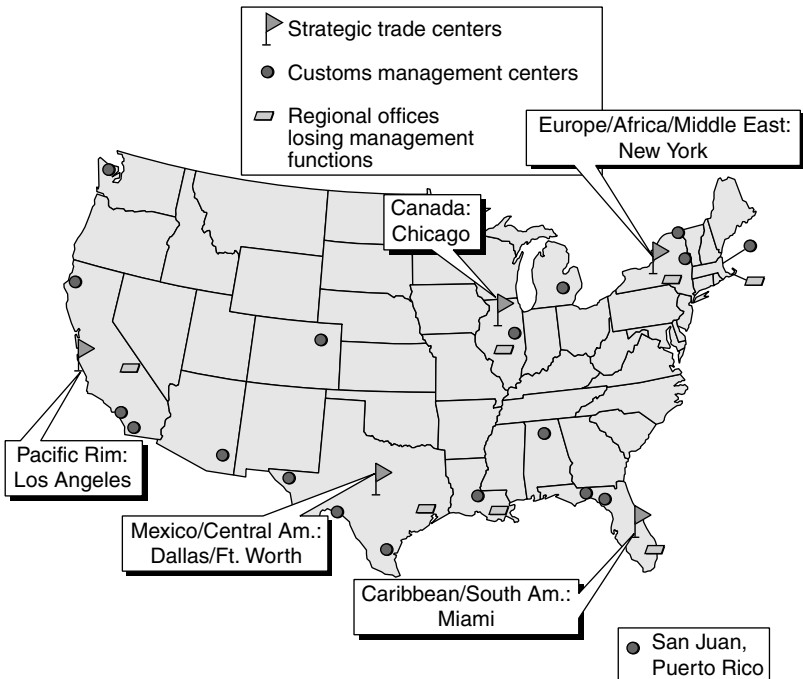 Strategic trade centers
Customs management centers
Regional offices
losing management
functions
Europe/Africa/Middle East:
New York
Canada:
Chicago
Pacific Rim:
Los Angeles
Mexico/Central Am.:
Dallas/Ft. Worth
Caribbean/South Am.:
Miami
San Juan,
Puerto Rico